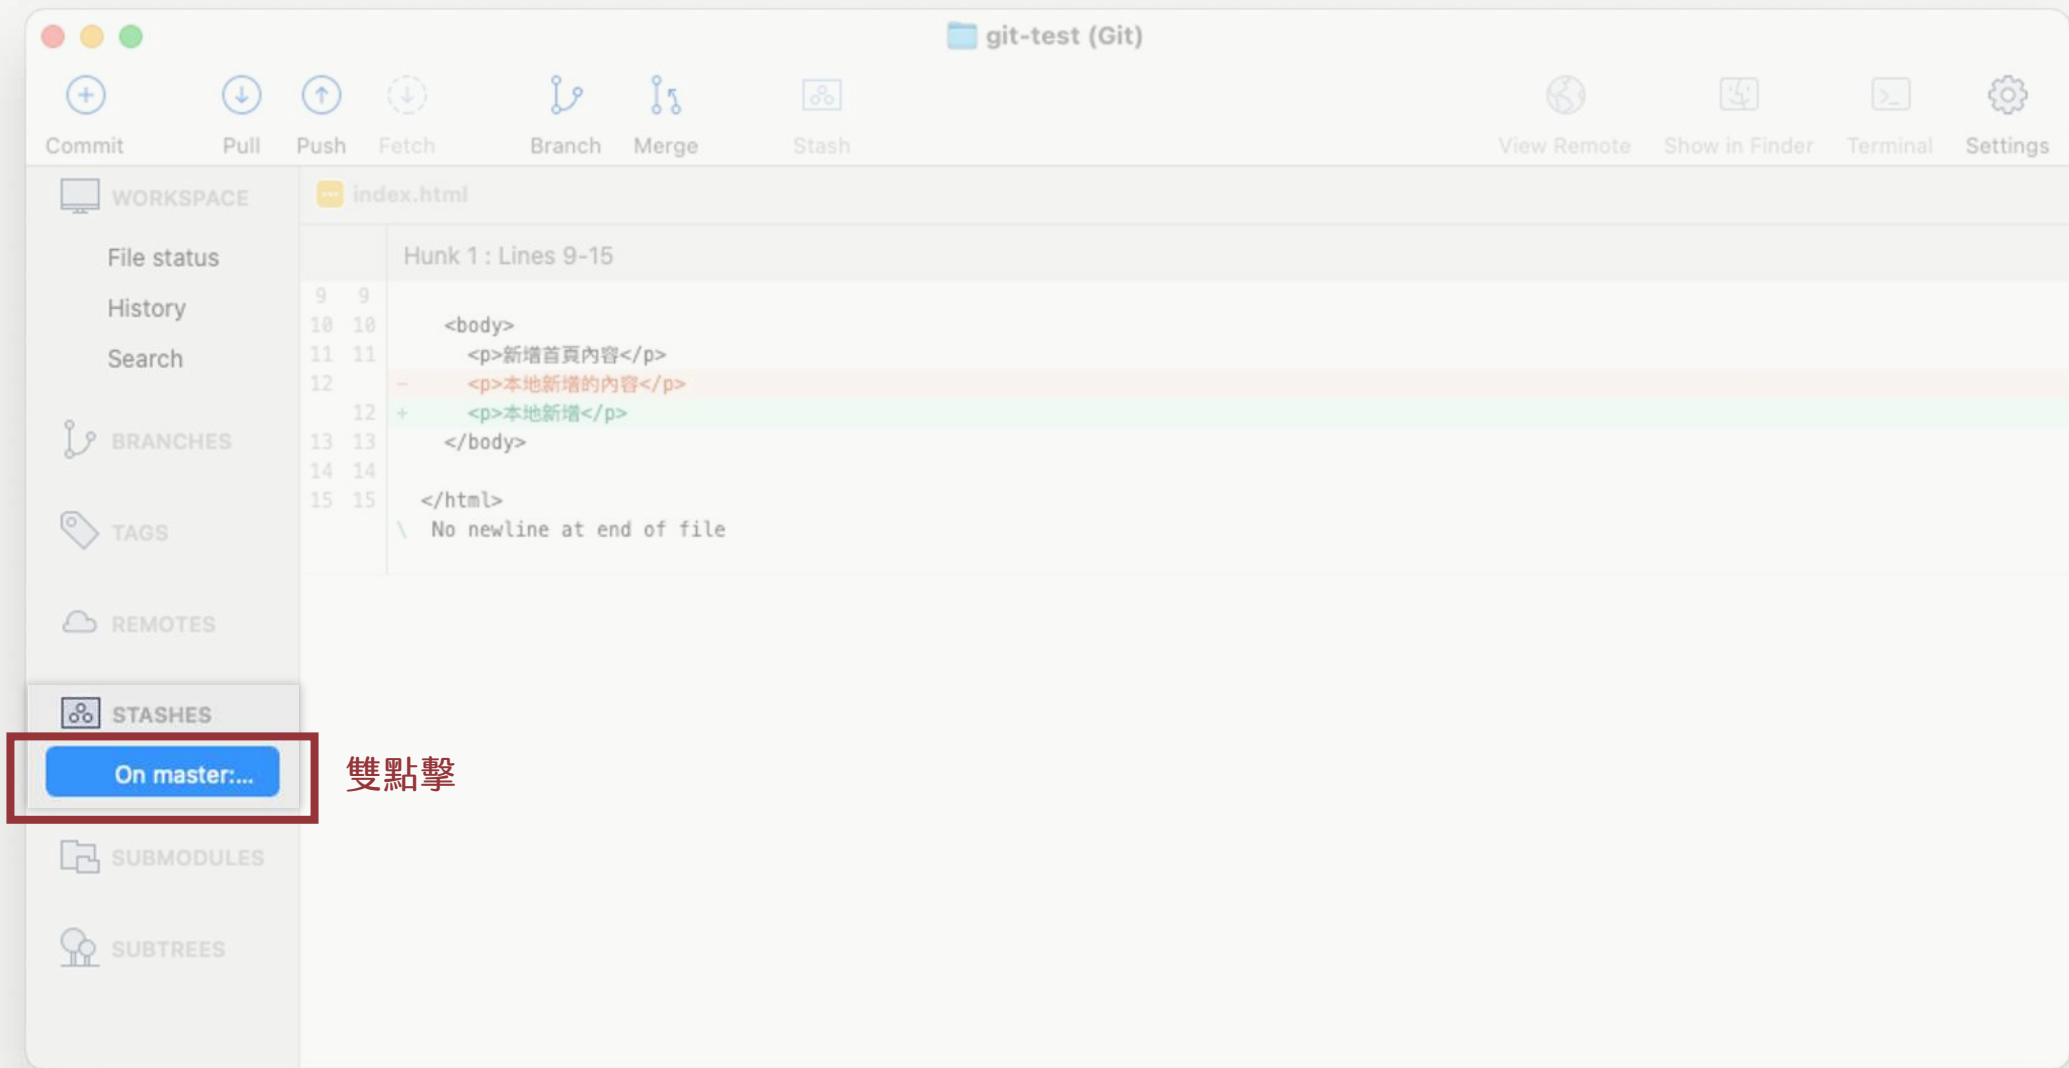 git-test (Git)
Commit Pull Push Fetch Branch Merge Stash View Remote Show in Finder Terminal Settings
WORKSPACE
File status
History
Search
BRANCHES
TAGS
REMOTES
STASHES
On master:...
SUBMODULES
SUBTREES
index.html
Hunk 1 : Lines 9-15
9 9
10 10 <body>
11 11 <p>新增首頁內容</p>
12 - <p>本地新增的內容</p>
12 + <p>本地新增</p>
13 13 </body>
14 14
15 15 </html>
\ No newline at end of file
雙點擊